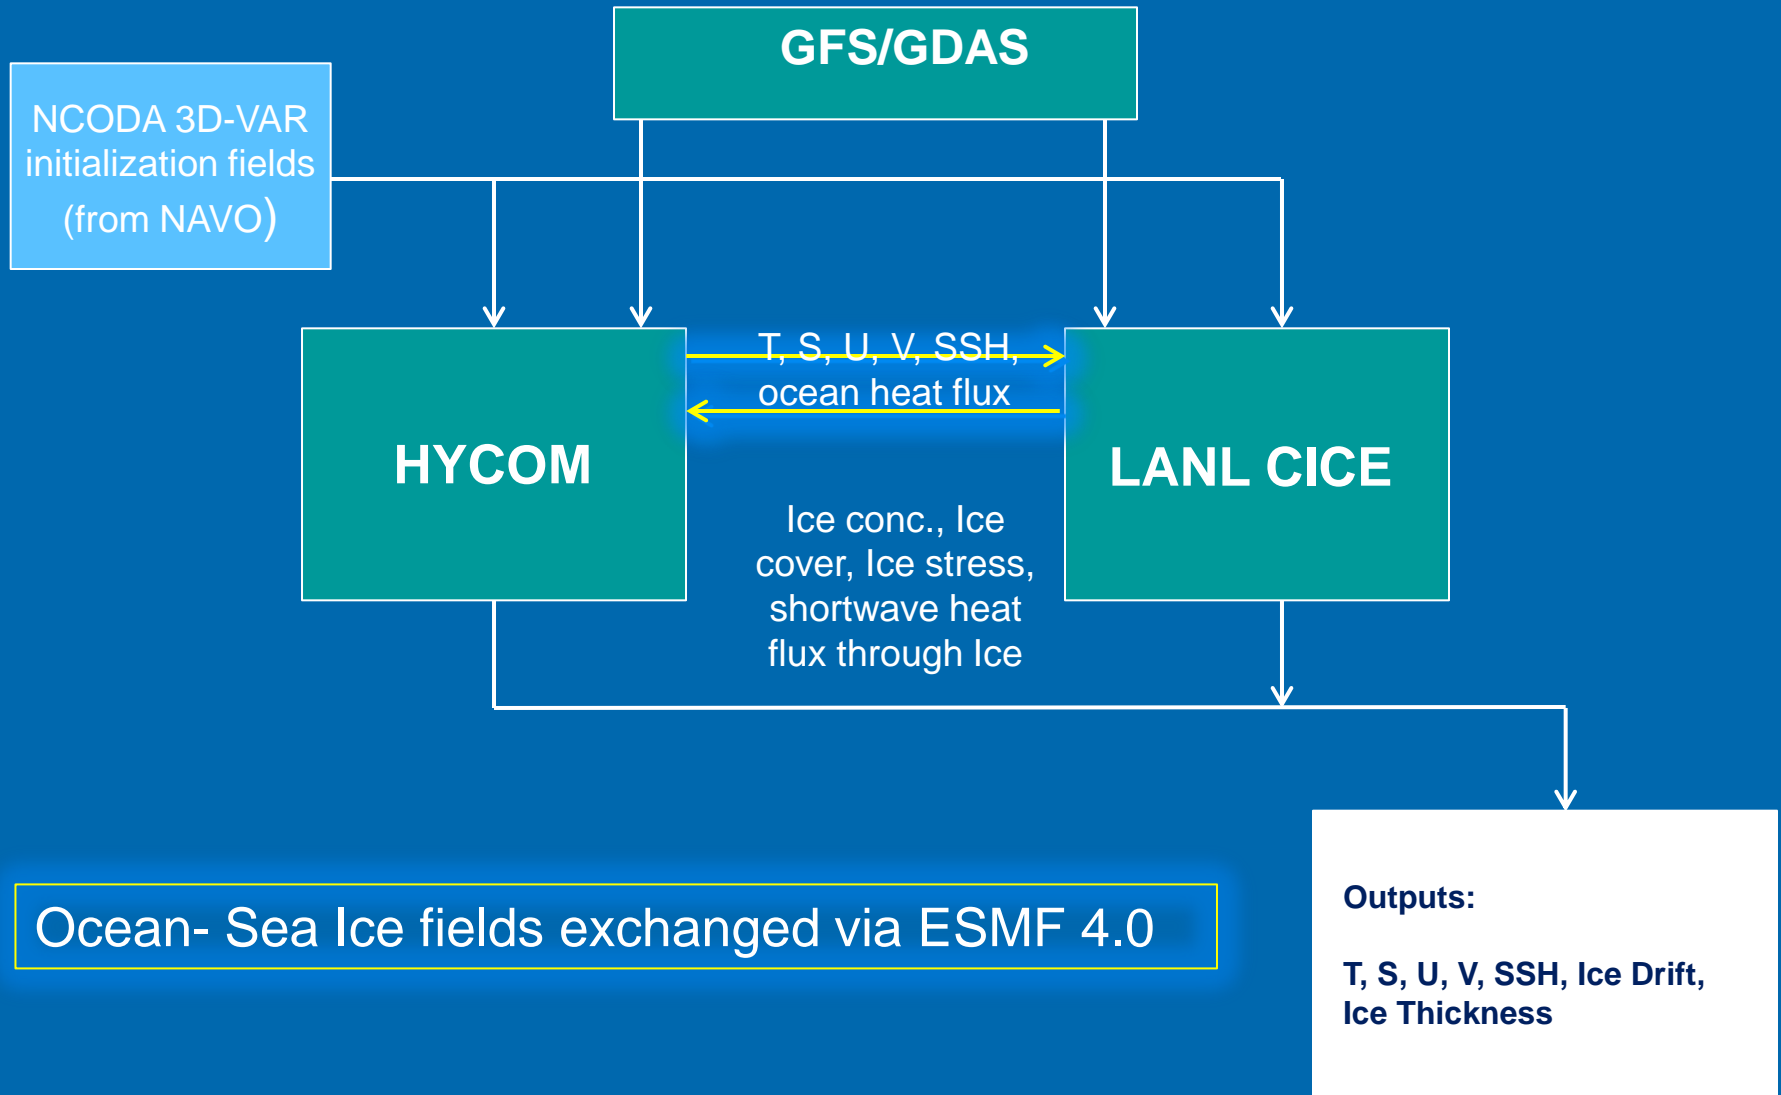 GFS/GDAS
NCODA 3D-VAR
initialization fields
(from NAVO)
T, S, U, V, SSH,
ocean heat flux
HYCOM
LANL CICE
Ice conc., Ice
cover, Ice stress,
shortwave heat
flux through Ice
Ocean- Sea Ice fields exchanged via ESMF 4.0
Outputs:
T, S, U, V, SSH, Ice Drift,
Ice Thickness